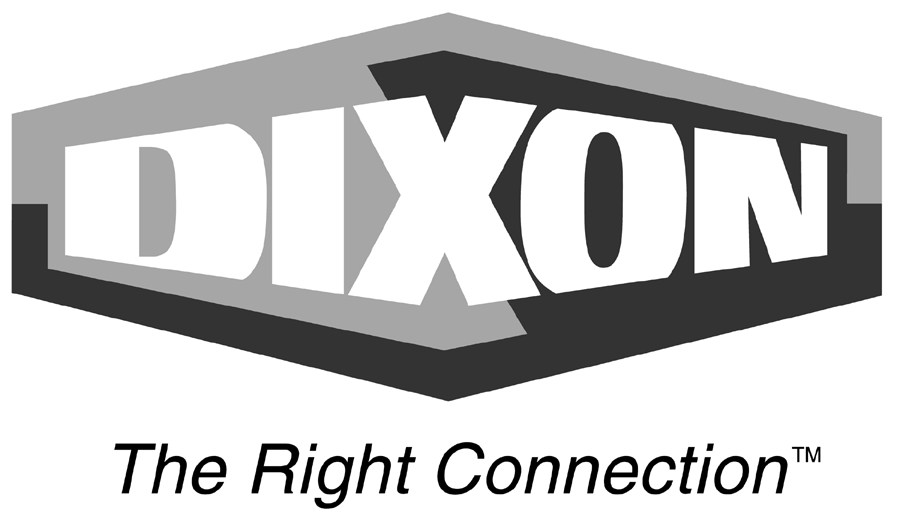 DIXON
The Right Connection™